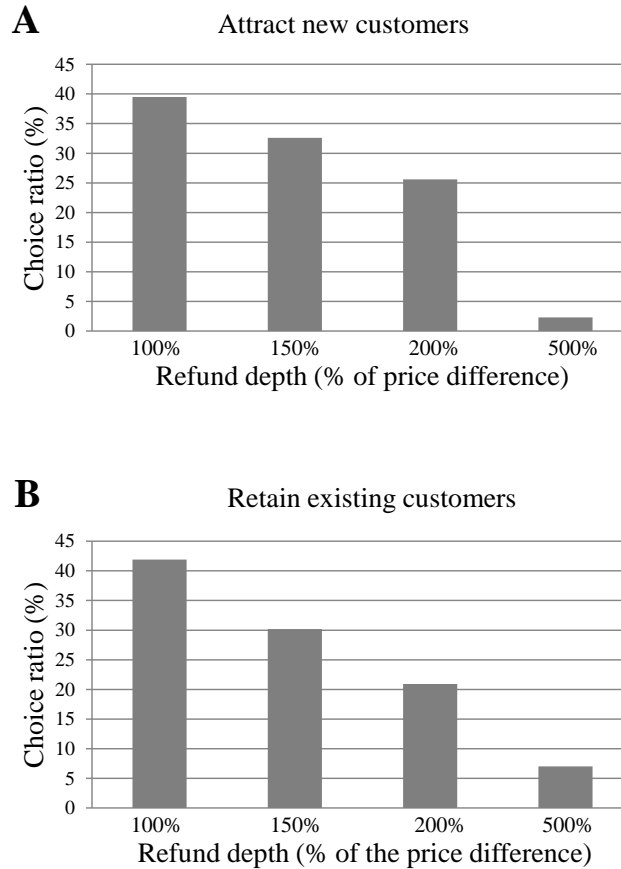 A
Attract new customers
45
40
35
30
25
20
15
10
5
0
Choice ratio (%)
100% 150% 200% 500%
Refund depth (% of price difference)
B
Retain existing customers
45
40
35
30
25
20
15
10
5
0
Choice ratio (%)
100% 150% 200% 500%
Refund depth (% of the price difference)